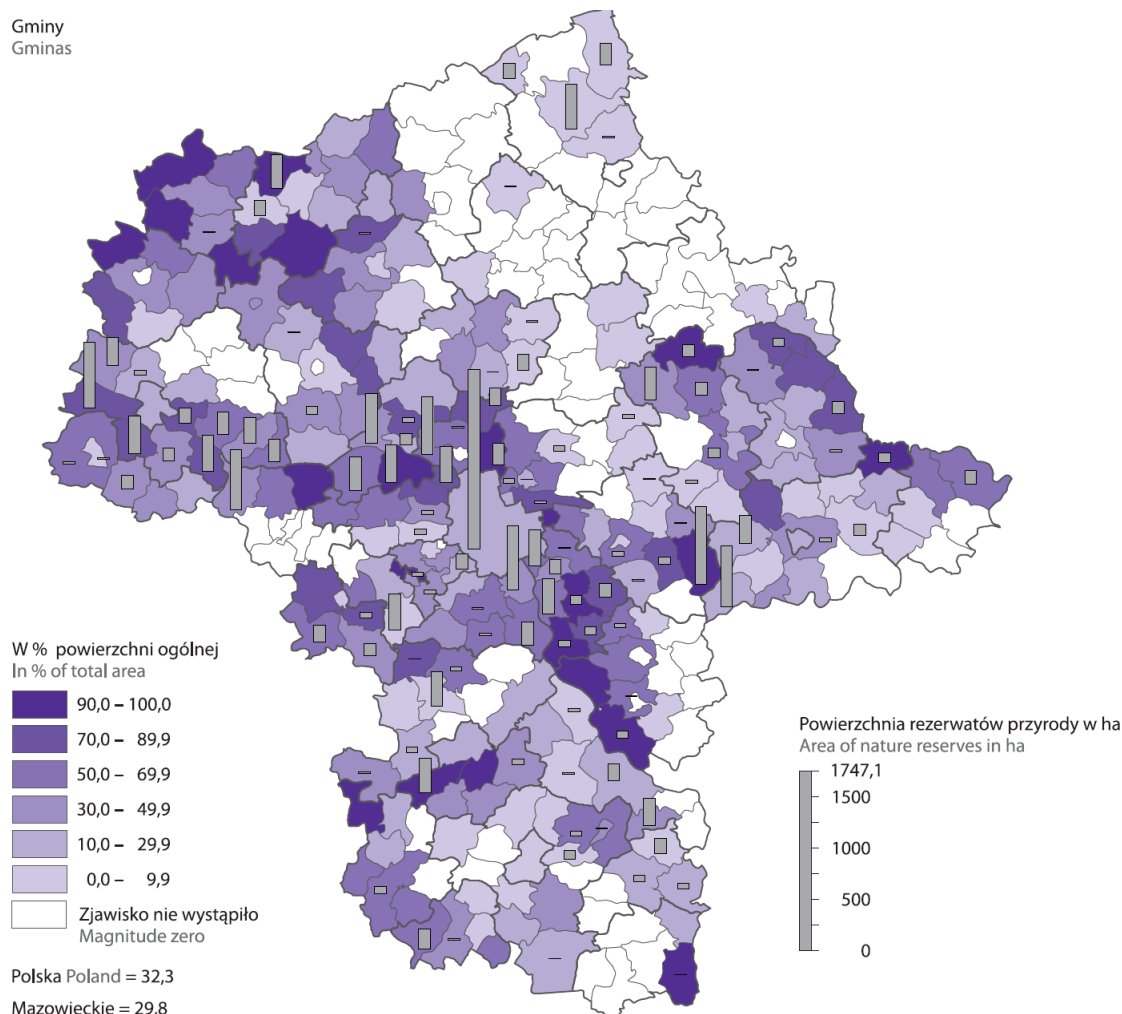 Gminy
Gminas
W % powierzchni ogólnej
In % of total area
90,0 – 100,0
70,0 – 89,9
50,0 – 69,9
30,0 – 49,9
10,0 – 29,9
0,0 – 9,9
Zjawisko nie wystąpiło
Magnitude zero
Polska Poland = 32,3
Mazowieckie = 29,8
Powierzchnia rezerwatów przyrody w ha
Area of nature reserves in ha
1747,1
1500
1000
500
0